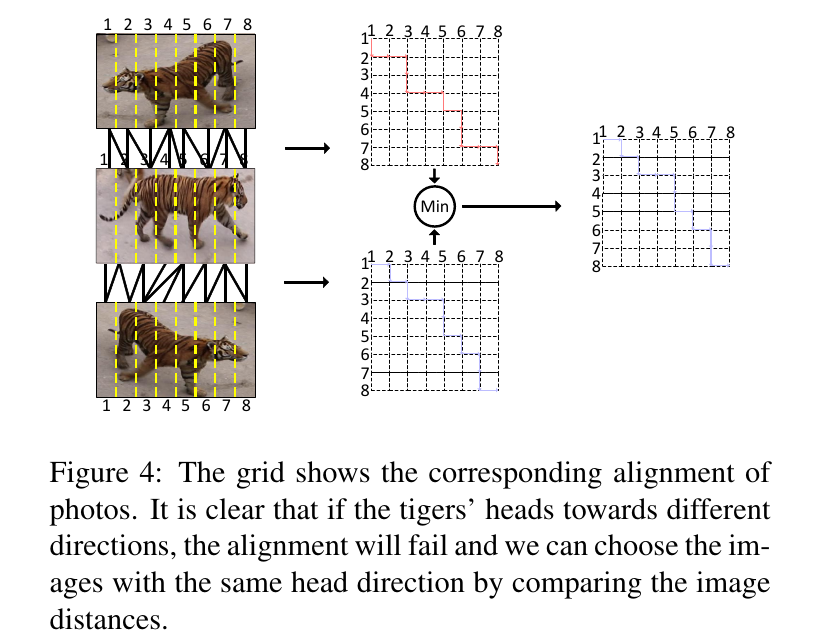 1 2 3 4 5 6 7 8
1 2 3 4 5 6 7 8
1 2 3 4 5 6 7 8
1 2 3 4 5 6 7 8
1
2
3
4
5
6
7
8
Min
1 2 3 4 5 6 7 8
1
2
3
4
5
6
7
8
1 2 3 4 5 6 7 8
1
2
3
4
5
6
7
8
Figure 4: The grid shows the corresponding alignment of
photos. It is clear that if the tigers’ heads towards different
directions, the alignment will fail and we can choose the im-
ages with the same head direction by comparing the image
distances.